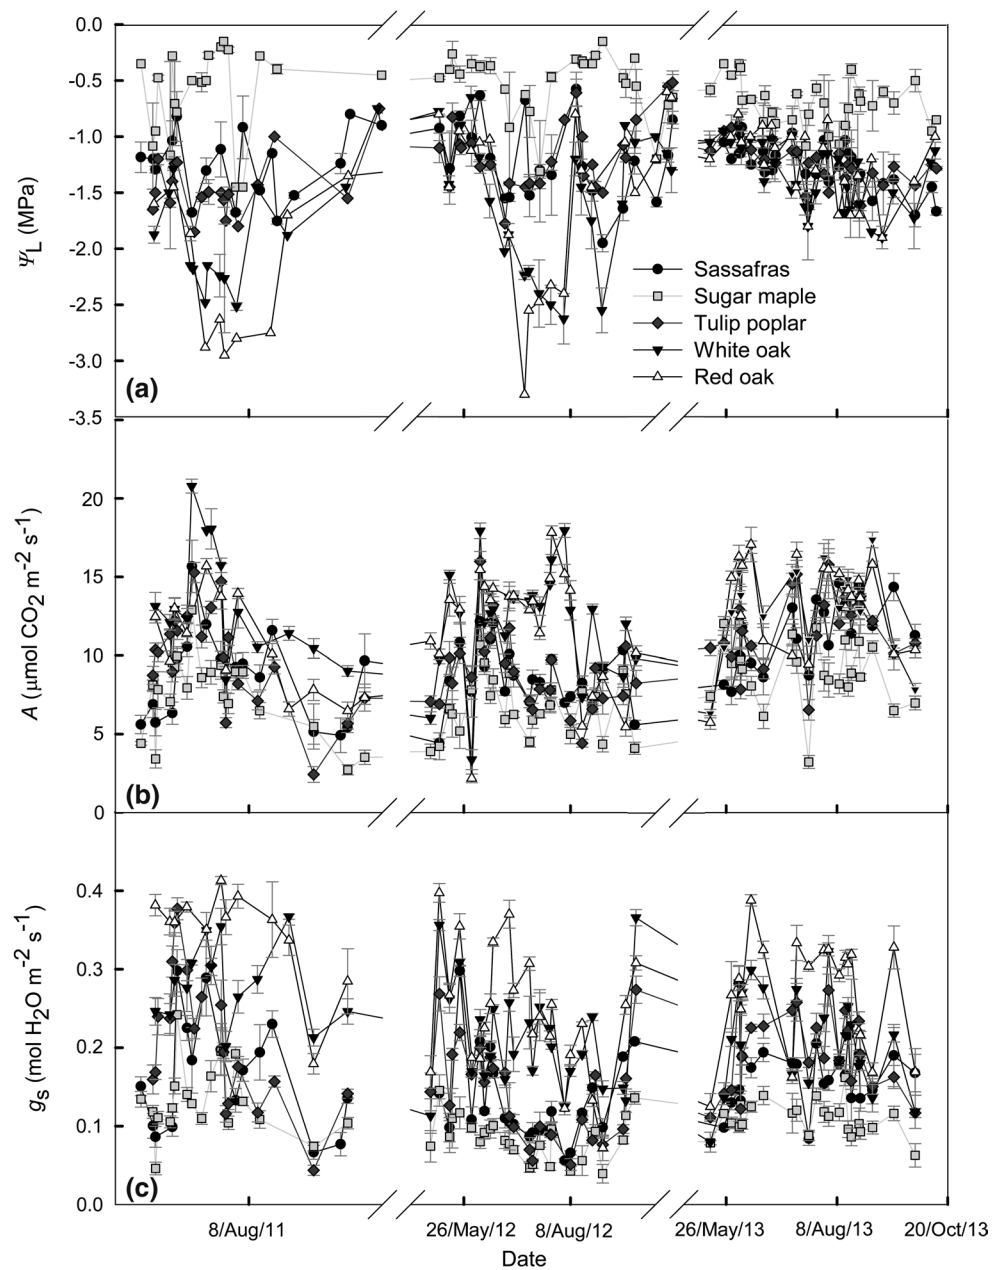 0.0
-0.5
-1.0
-1.5
-2.0
-2.5
-3.0
-3.5
ΨL (MPa)
Sassafras
Sugar maple
Tulip poplar
White oak
Red oak
(a)
20
15
10
5
0
A (μmol CO2 m-2 s-1)
(b)
0.4
0.3
0.2
0.1
0.0
gs (mol H2O m-2 s-1)
(c)
8/Aug/11 26/May/12 8/Aug/12 26/May/13 8/Aug/13 20/Oct/13
Date